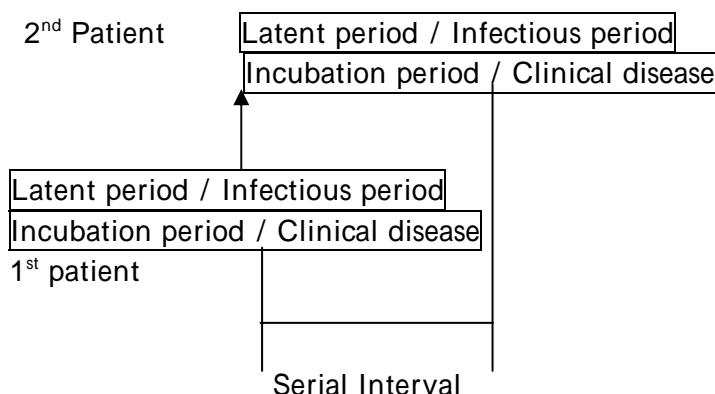 2nd Patient
Latent period / Infectious period
Incubation period / Clinical disease
Latent period / Infectious period
Incubation period / Clinical disease
1st patient
Serial Interval